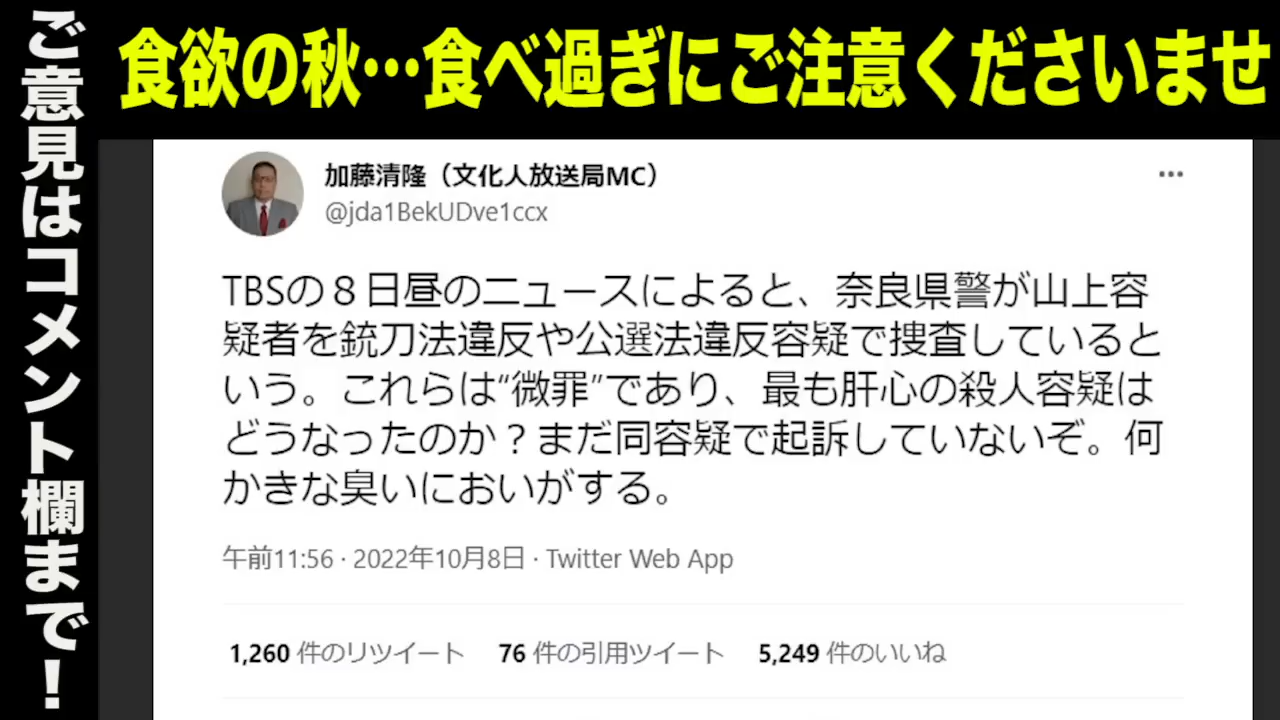 食欲の秋…食べ過ぎにご注意くださいませ
ご意見はコメント欄まで！
加藤清隆（文化人放送局MC）
@jda1BekUDve1ccx
TBSの８日昼のニュースによると、奈良県警が山上容
疑者を銃刀法違反や公選法違反容疑で捜査していると
いう。これらは“微罪”であり、最も肝心の殺人容疑は
どうなったのか？まだ同容疑で起訴していないぞ。何
かきな臭いにおいがする。
午前11:56 · 2022年10月8日 · Twitter Web App
1,260 件のリツイート 76 件の引用ツイート 5,249 件のいいね